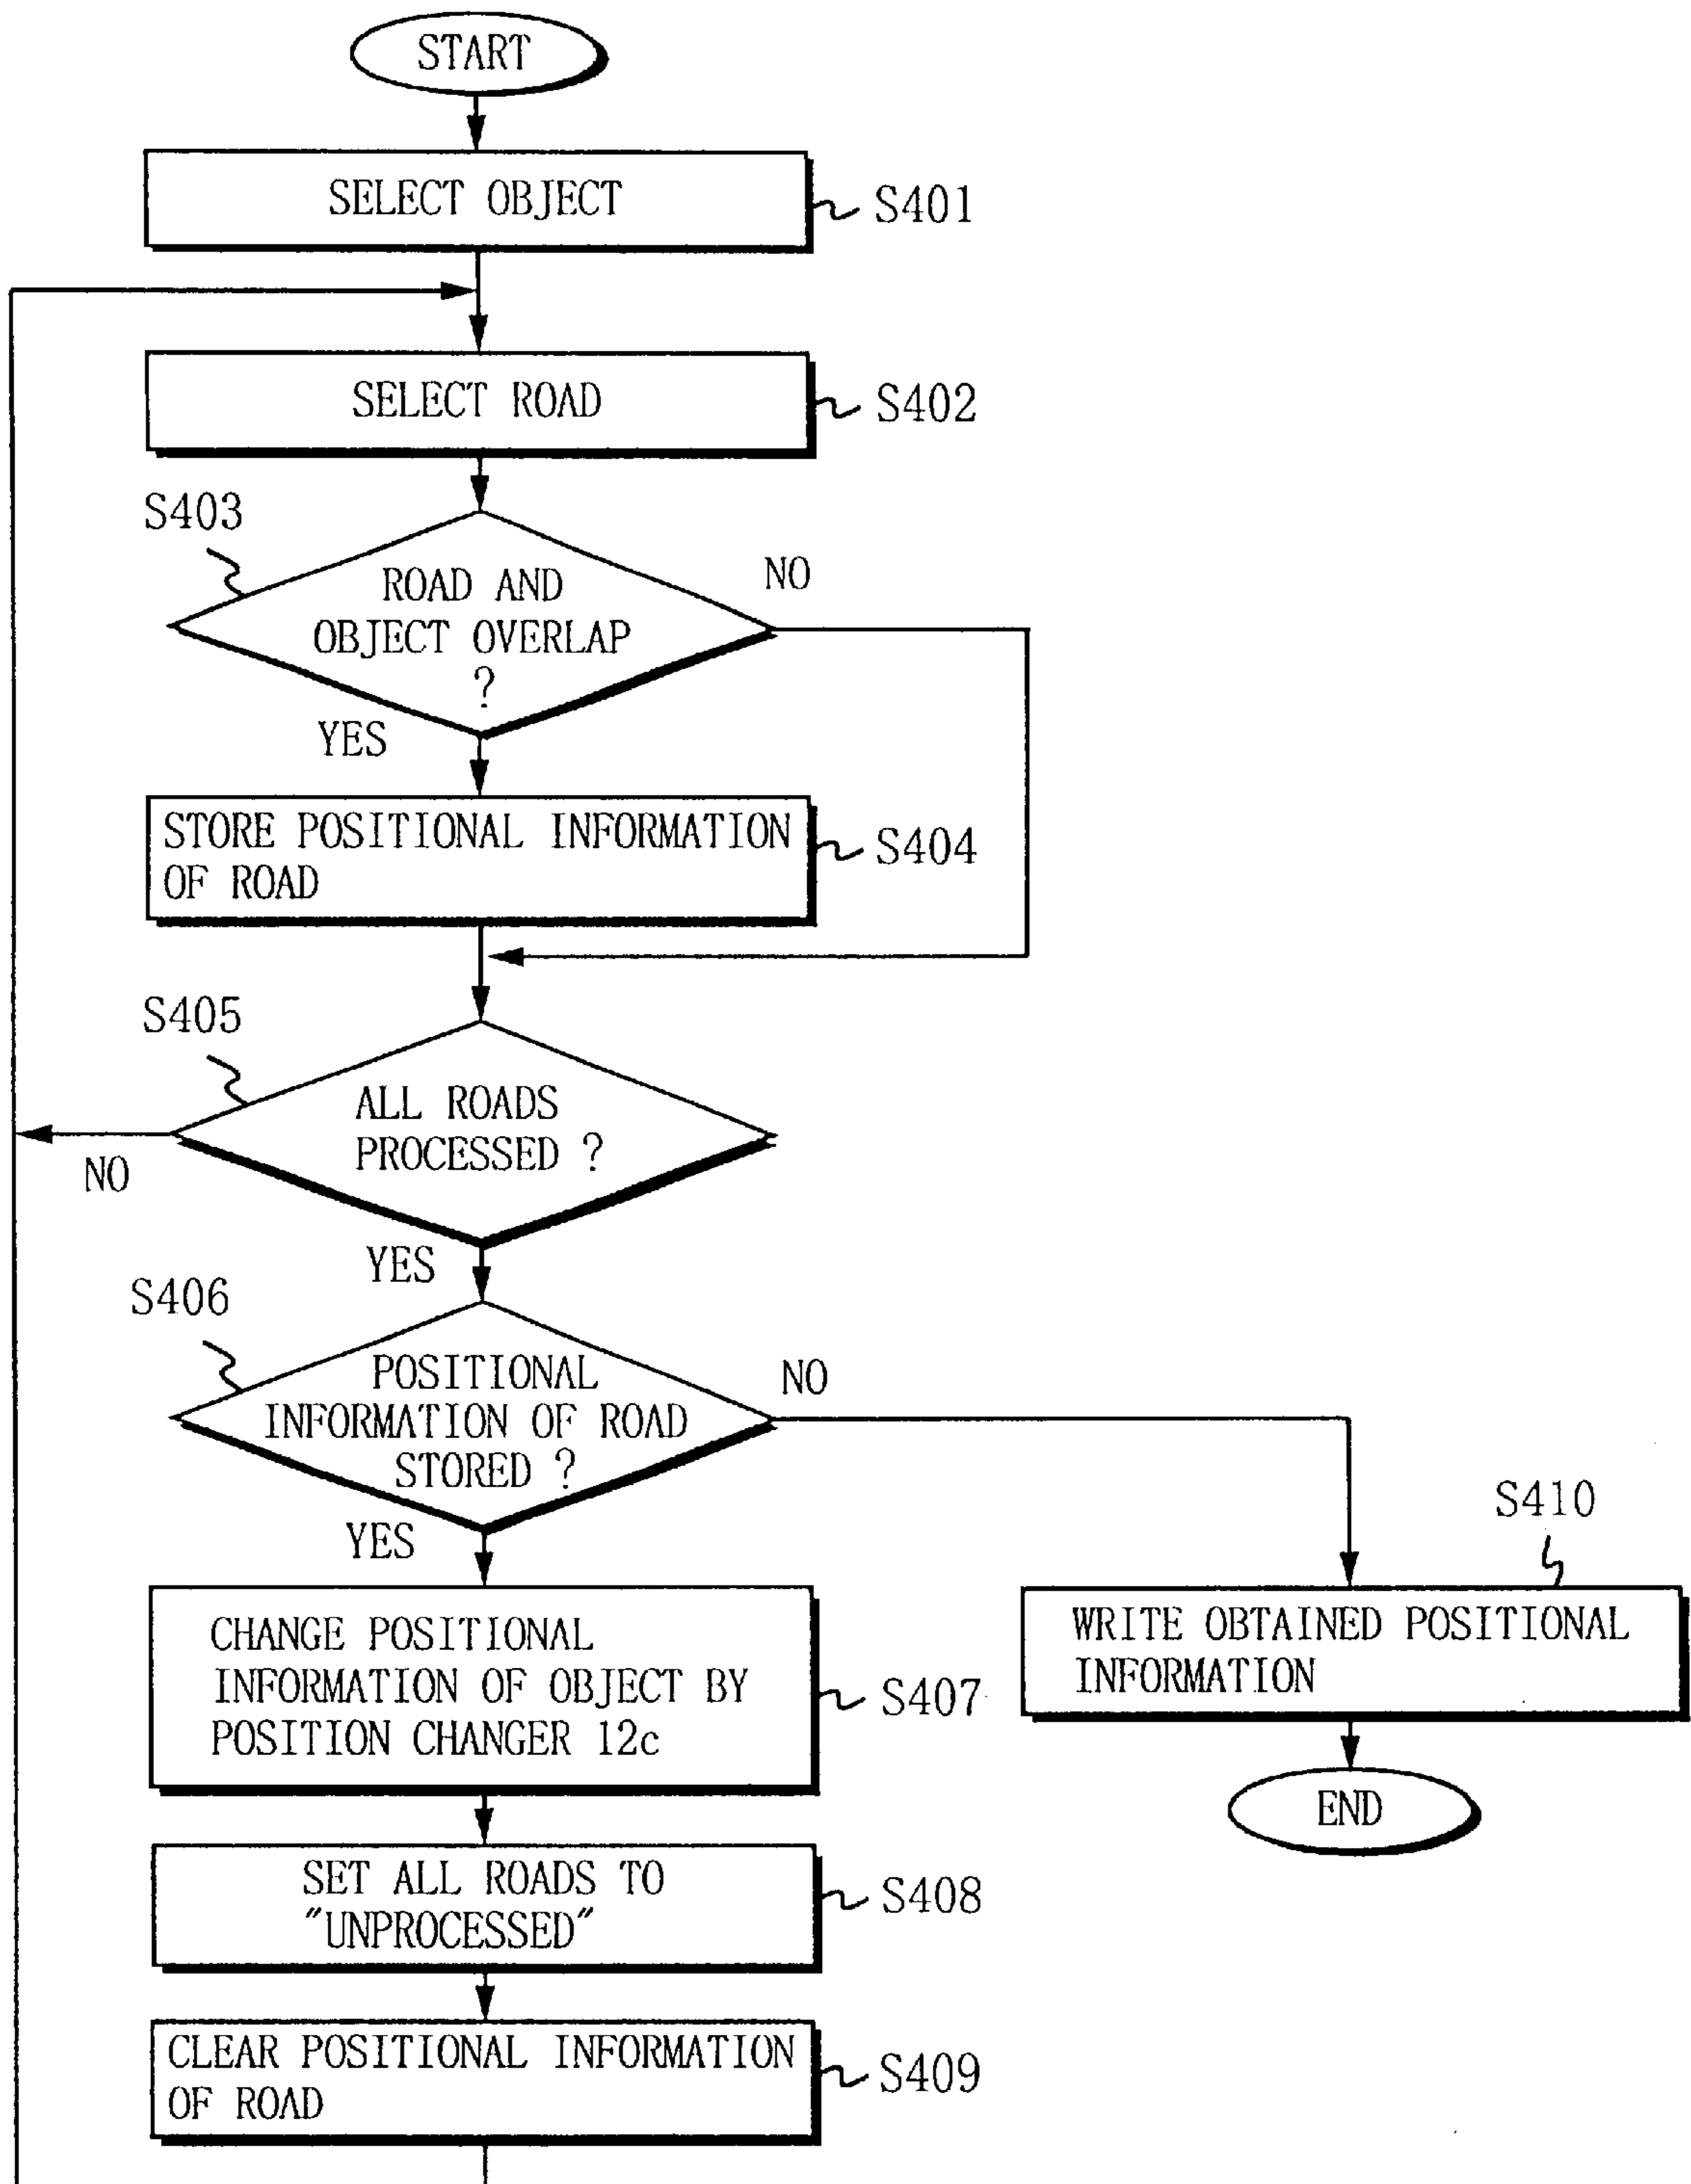 START
SELECT OBJECT
S401
SELECT ROAD
S402
S403
ROAD AND
OBJECT OVERLAP
?
NO
YES
STORE POSITIONAL INFORMATION
OF ROAD
S404
S405
ALL ROADS
PROCESSED ?
NO
YES
S406
POSITIONAL
INFORMATION OF ROAD
STORED ?
NO
YES
S410
CHANGE POSITIONAL
INFORMATION OF OBJECT BY
POSITION CHANGER 12c
S407
WRITE OBTAINED POSITIONAL
INFORMATION
END
SET ALL ROADS TO
"UNPROCESSED"
S408
CLEAR POSITIONAL INFORMATION
OF ROAD
S409